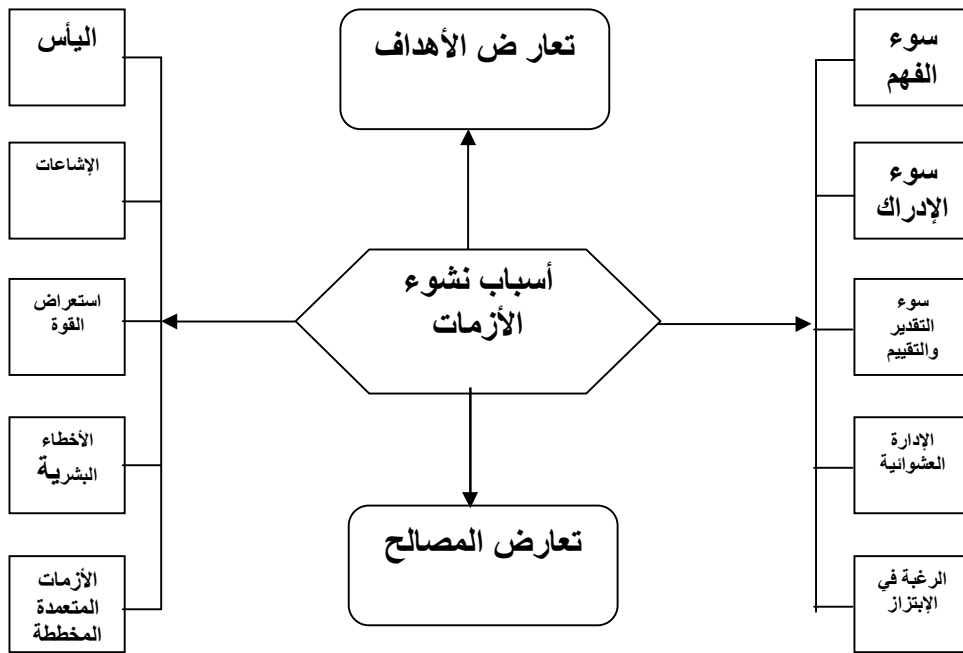 تعار ض الأهداف
سوء
الفهم
سوء
الإدراك
سوء
التقدير
والتقييم
الإدارة
العشوائية
الرغبة في
الإبتزاز
أسباب نشوء
الأزمات
تعارض المصالح
اليأس
الإشاعات
استعراض
القوة
الأخطاء
البشرية
الأزمات
المتعمدة
المخططة